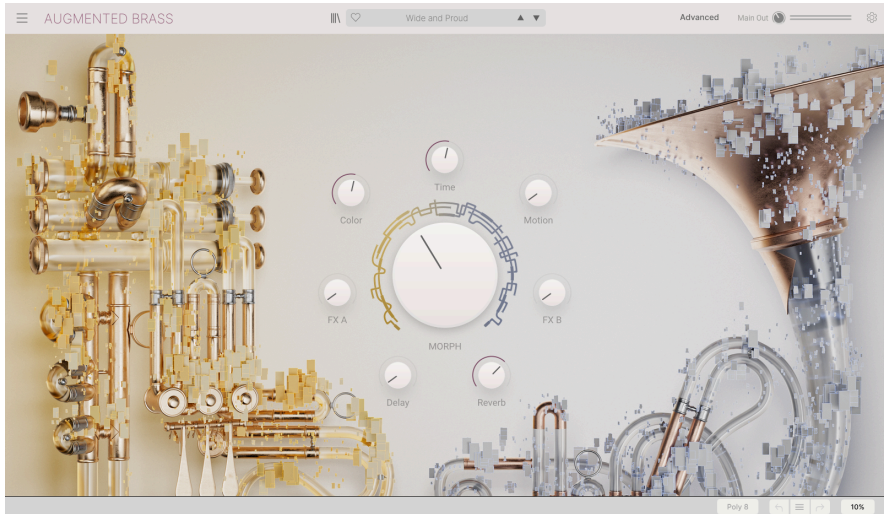 AUGMENTED BRASS
Wide and Proud
Advanced
Main Out
Time
Color
Motion
FX A
FX B
MORPH
Delay
Reverb
Poly 8
10%